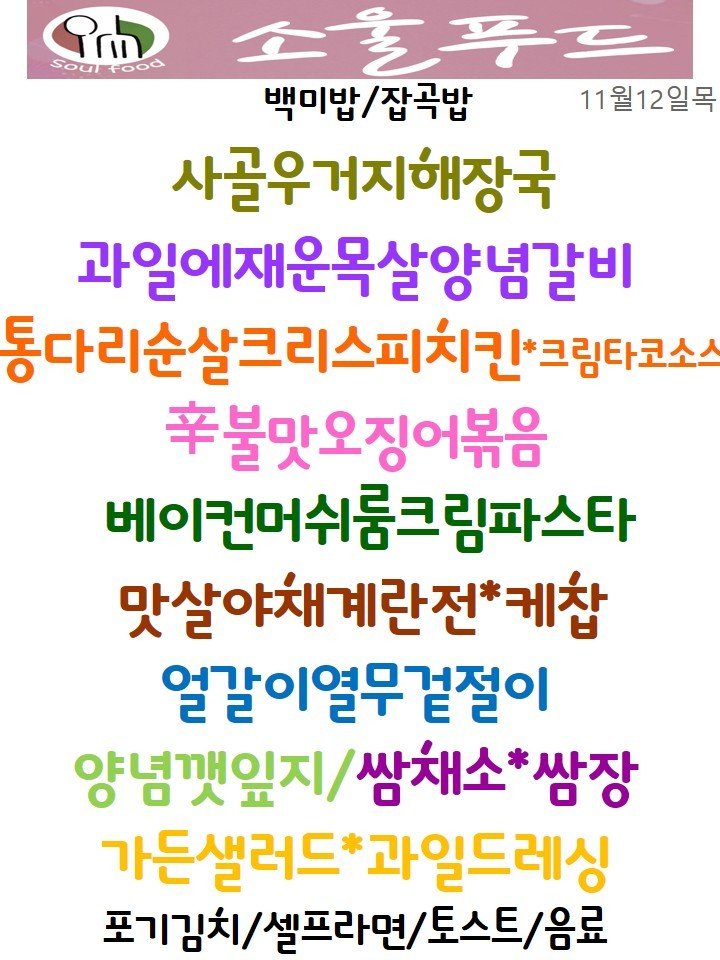 Soul food
소울푸드
백미밥/잡곡밥
11월12일목
사골우거지해장국
과일에재운목살양념갈비
통다리순살크리스피치킨*크림타코소스
辛불맛오징어볶음
베이컨머쉬룸크림파스타
맛살야채계란전*케찹
얼갈이열무겉절이
양념깻잎지/쌈채소*쌈장
가든샐러드*과일드레싱
포기김치/셀프라면/토스트/음료